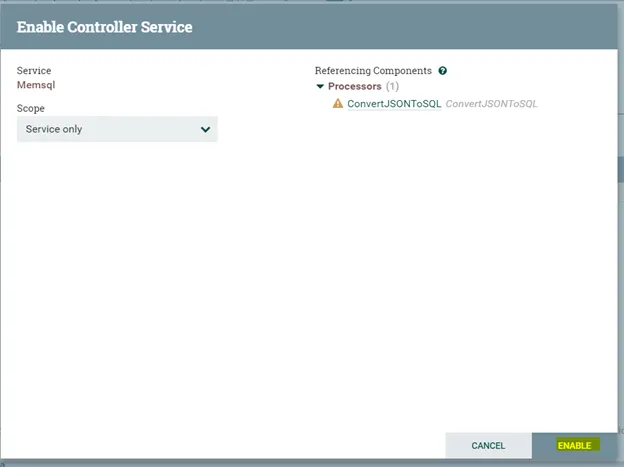 Enable Controller Service
Service
Memsql
Scope
Service only
Referencing Components
Processors (1)
ConvertJSONToSQL ConvertJSONToSQL
CANCEL
ENABLE